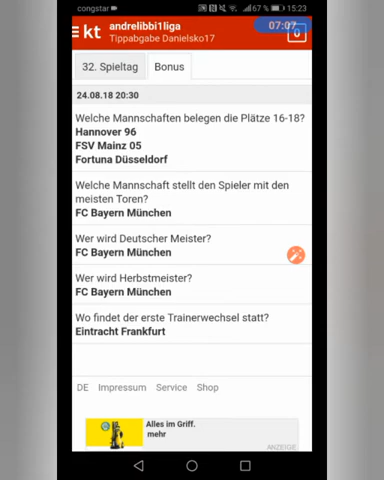 congstar 67 % 15:23
kt andrelibbi1liga 07:07 0
Tippabgabe Danielsko17
32. Spieltag Bonus
24.08.18 20:30
Welche Mannschaften belegen die Plätze 16-18?
Hannover 96
FSV Mainz 05
Fortuna Düsseldorf
Welche Mannschaft stellt den Spieler mit den
meisten Toren?
FC Bayern München
Wer wird Deutscher Meister?
FC Bayern München
Wer wird Herbstmeister?
FC Bayern München
Wo findet der erste Trainerwechsel statt?
Eintracht Frankfurt
DE Impressum Service Shop
Alles im Griff.
mehr
ANZEIGE